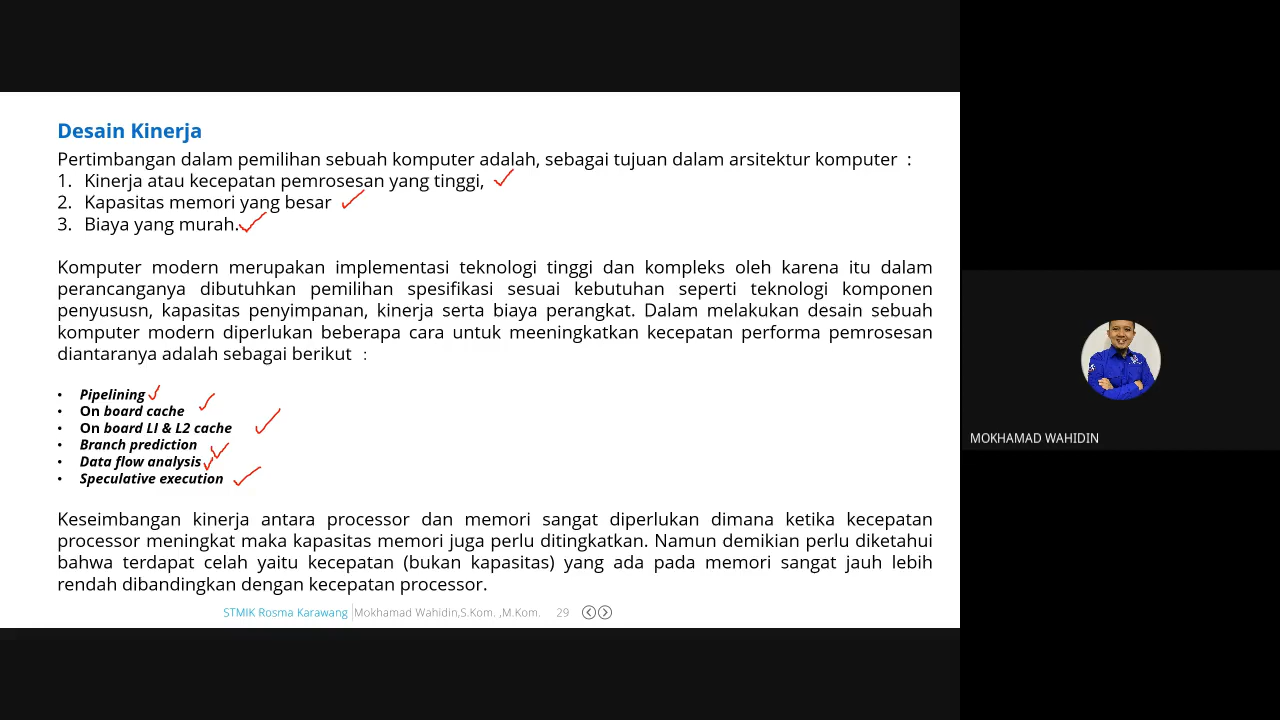 Desain Kinerja
Pertimbangan dalam pemilihan sebuah komputer adalah, sebagai tujuan dalam arsitektur komputer :
1. Kinerja atau kecepatan pemrosesan yang tinggi,
2. Kapasitas memori yang besar
3. Biaya yang murah.
Komputer modern merupakan implementasi teknologi tinggi dan kompleks oleh karena itu dalam
perancanganya dibutuhkan pemilihan spesifikasi sesuai kebutuhan seperti teknologi komponen
penyususn, kapasitas penyimpanan, kinerja serta biaya perangkat. Dalam melakukan desain sebuah
komputer modern diperlukan beberapa cara untuk meeningkatkan kecepatan performa pemrosesan
diantaranya adalah sebagai berikut :
• Pipelining
• On board cache
• On board LI & L2 cache
• Branch prediction
• Data flow analysis
• Speculative execution
Keseimbangan kinerja antara processor dan memori sangat diperlukan dimana ketika kecepatan
processor meningkat maka kapasitas memori juga perlu ditingkatkan. Namun demikian perlu diketahui
bahwa terdapat celah yaitu kecepatan (bukan kapasitas) yang ada pada memori sangat jauh lebih
rendah dibandingkan dengan kecepatan processor.
STMIK Rosma Karawang Mokhamad Wahidin,S.Kom. ,M.Kom. 29
MOKHAMAD WAHIDIN